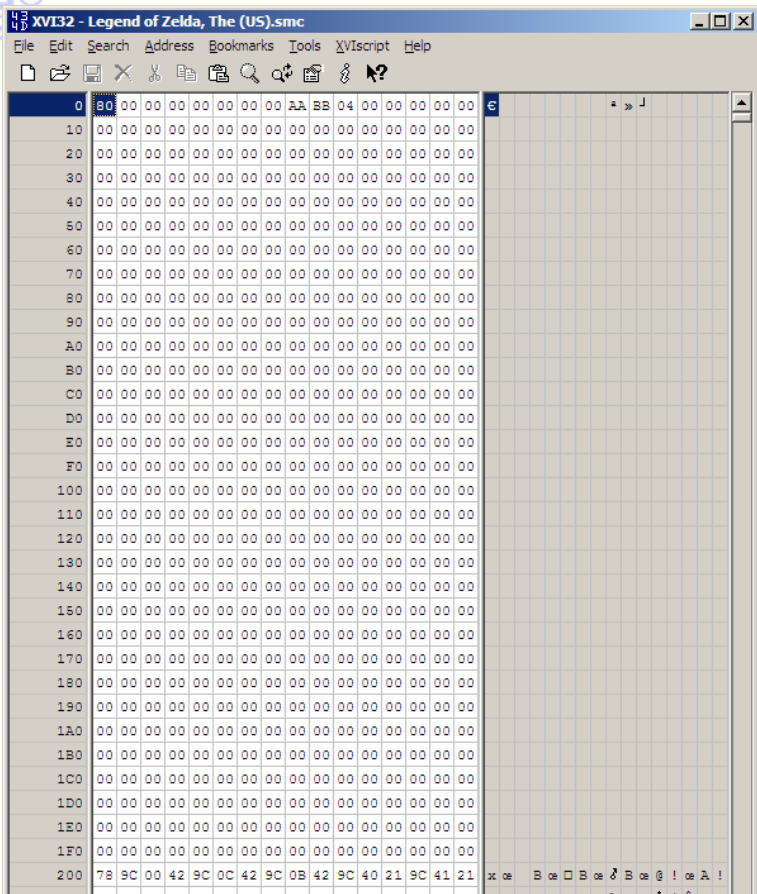 XVI32 - Legend of Zelda, The (US).smc
File Edit Search Address Bookmarks Tools XVIscript Help
0 80 00 00 00 00 00 00 00 AA BB 04 00 00 00 00 00 € ª » ┘
10 00 00 00 00 00 00 00 00 00 00 00 00 00 00 00 00
20 00 00 00 00 00 00 00 00 00 00 00 00 00 00 00 00
30 00 00 00 00 00 00 00 00 00 00 00 00 00 00 00 00
40 00 00 00 00 00 00 00 00 00 00 00 00 00 00 00 00
50 00 00 00 00 00 00 00 00 00 00 00 00 00 00 00 00
60 00 00 00 00 00 00 00 00 00 00 00 00 00 00 00 00
70 00 00 00 00 00 00 00 00 00 00 00 00 00 00 00 00
80 00 00 00 00 00 00 00 00 00 00 00 00 00 00 00 00
90 00 00 00 00 00 00 00 00 00 00 00 00 00 00 00 00
A0 00 00 00 00 00 00 00 00 00 00 00 00 00 00 00 00
B0 00 00 00 00 00 00 00 00 00 00 00 00 00 00 00 00
C0 00 00 00 00 00 00 00 00 00 00 00 00 00 00 00 00
D0 00 00 00 00 00 00 00 00 00 00 00 00 00 00 00 00
E0 00 00 00 00 00 00 00 00 00 00 00 00 00 00 00 00
F0 00 00 00 00 00 00 00 00 00 00 00 00 00 00 00 00
100 00 00 00 00 00 00 00 00 00 00 00 00 00 00 00 00
110 00 00 00 00 00 00 00 00 00 00 00 00 00 00 00 00
120 00 00 00 00 00 00 00 00 00 00 00 00 00 00 00 00
130 00 00 00 00 00 00 00 00 00 00 00 00 00 00 00 00
140 00 00 00 00 00 00 00 00 00 00 00 00 00 00 00 00
150 00 00 00 00 00 00 00 00 00 00 00 00 00 00 00 00
160 00 00 00 00 00 00 00 00 00 00 00 00 00 00 00 00
170 00 00 00 00 00 00 00 00 00 00 00 00 00 00 00 00
180 00 00 00 00 00 00 00 00 00 00 00 00 00 00 00 00
190 00 00 00 00 00 00 00 00 00 00 00 00 00 00 00 00
1A0 00 00 00 00 00 00 00 00 00 00 00 00 00 00 00 00
1B0 00 00 00 00 00 00 00 00 00 00 00 00 00 00 00 00
1C0 00 00 00 00 00 00 00 00 00 00 00 00 00 00 00 00
1D0 00 00 00 00 00 00 00 00 00 00 00 00 00 00 00 00
1E0 00 00 00 00 00 00 00 00 00 00 00 00 00 00 00 00
1F0 00 00 00 00 00 00 00 00 00 00 00 00 00 00 00 00
200 78 9C 00 42 9C 0C 42 9C 0B 42 9C 40 21 9C 41 21 x œ B œ □ B œ ♂ B œ @ ! œ A !